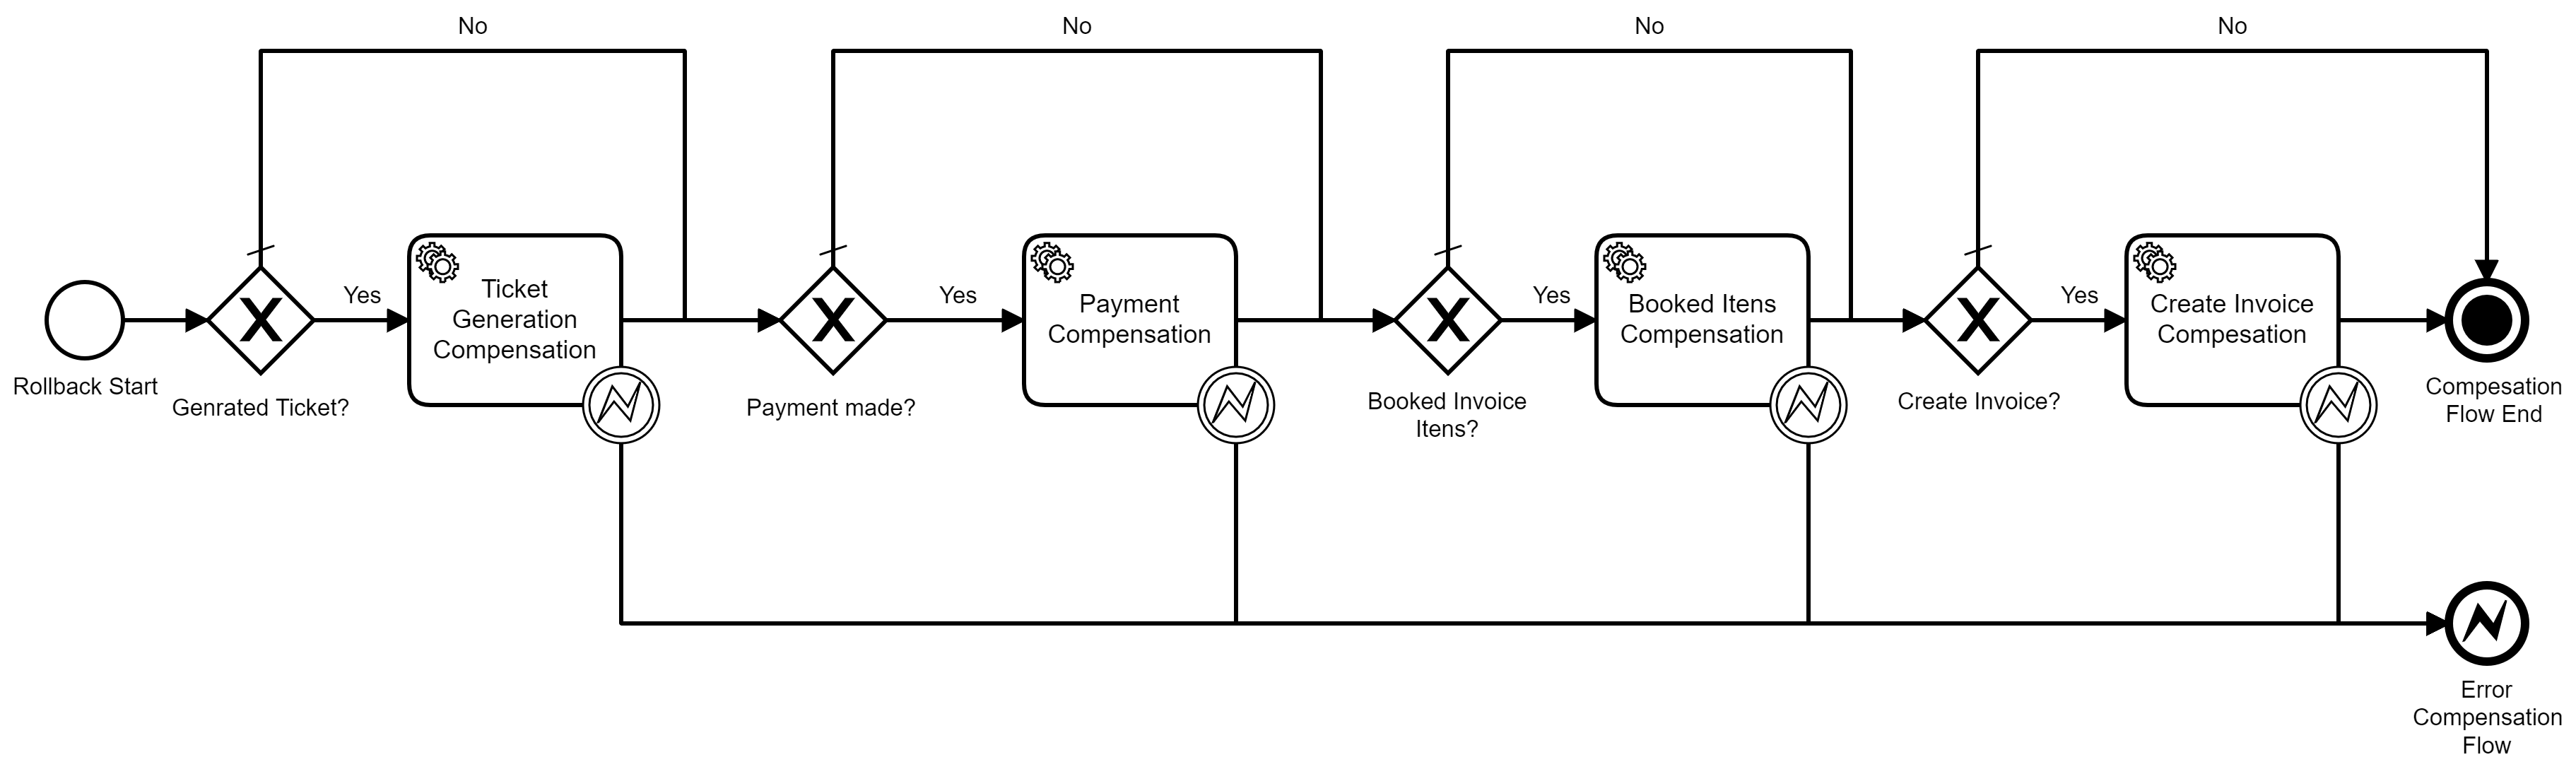 No
No
No
No
Rollback Start
Genrated Ticket?
Yes
Ticket
Generation
Compensation
Payment made?
Yes
Payment
Compensation
Booked Invoice
Itens?
Yes
Booked Itens
Compensation
Create Invoice?
Yes
Create Invoice
Compesation
Compesation
Flow End
Error
Compensation
Flow